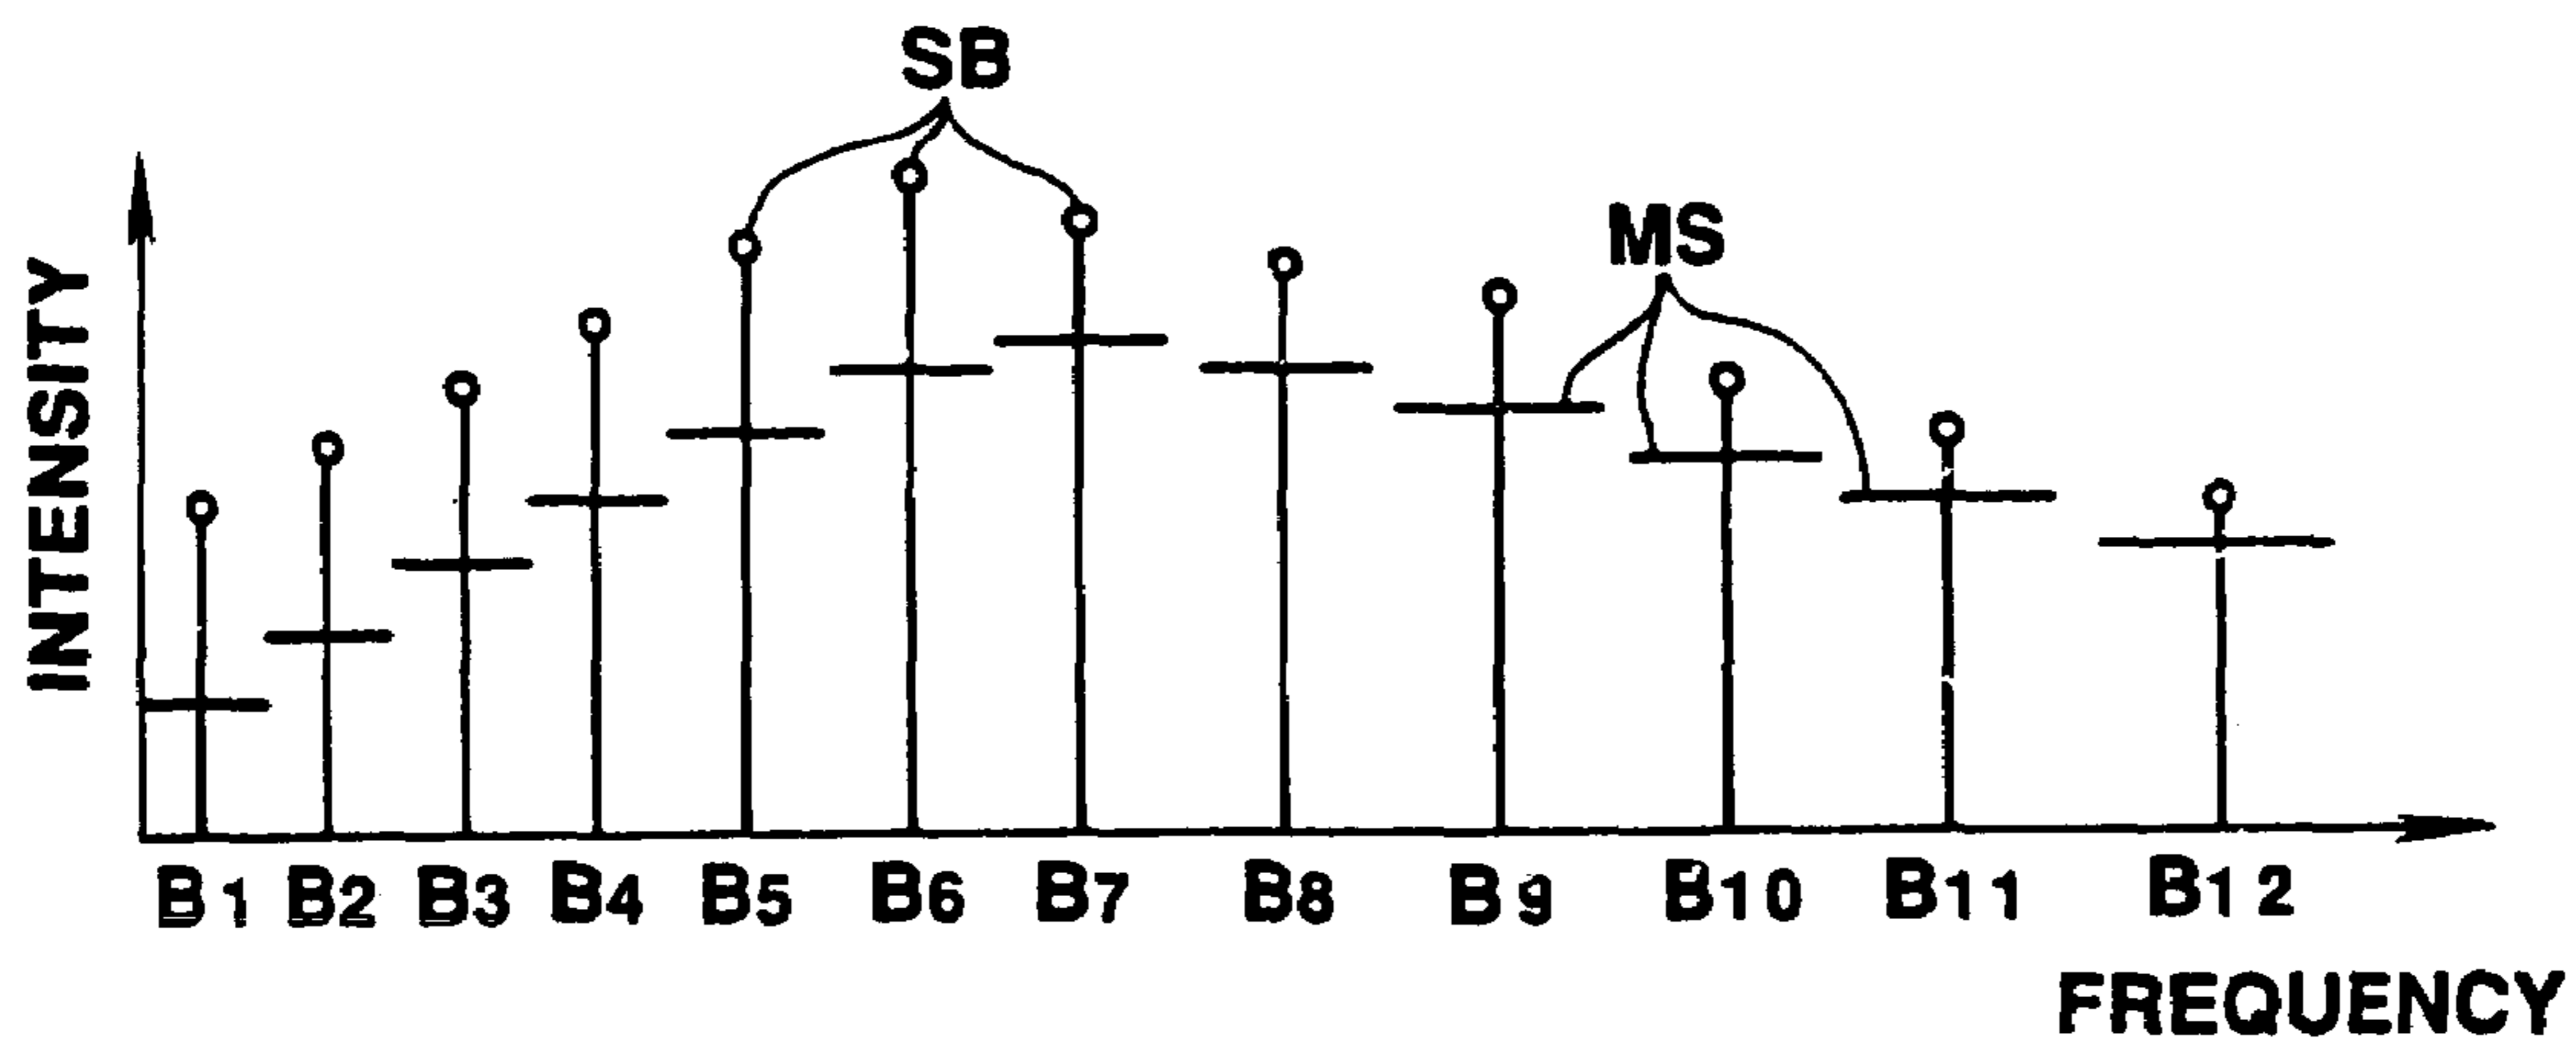 SB
MS
INTENSITY
B1 B2 B3 B4 B5 B6 B7 B8 B9 B10 B11 B12
FREQUENCY